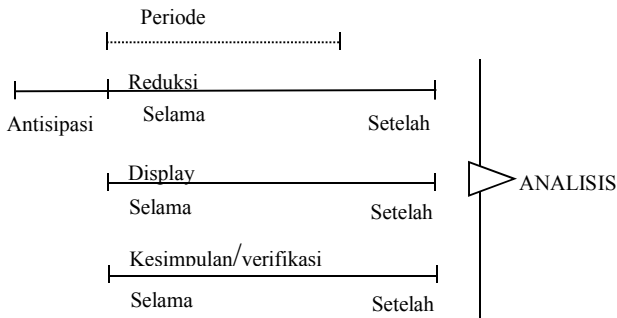 Periode
Reduksi
Antisipasi
Selama
Setelah
Display
ANALISIS
Selama
Setelah
Kesimpulan/verifikasi
Selama
Setelah